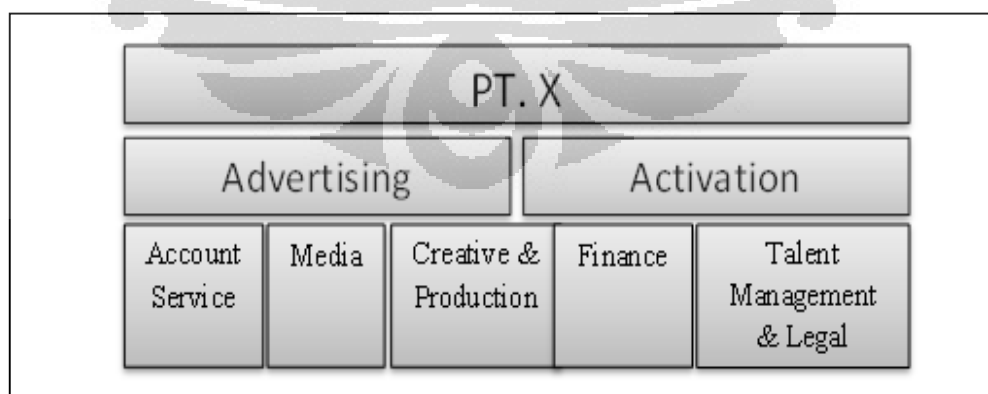 PT. X
Advertising
Activation
Account
Service
Media
Creative &
Production
Finance
Talent
Management
& Legal